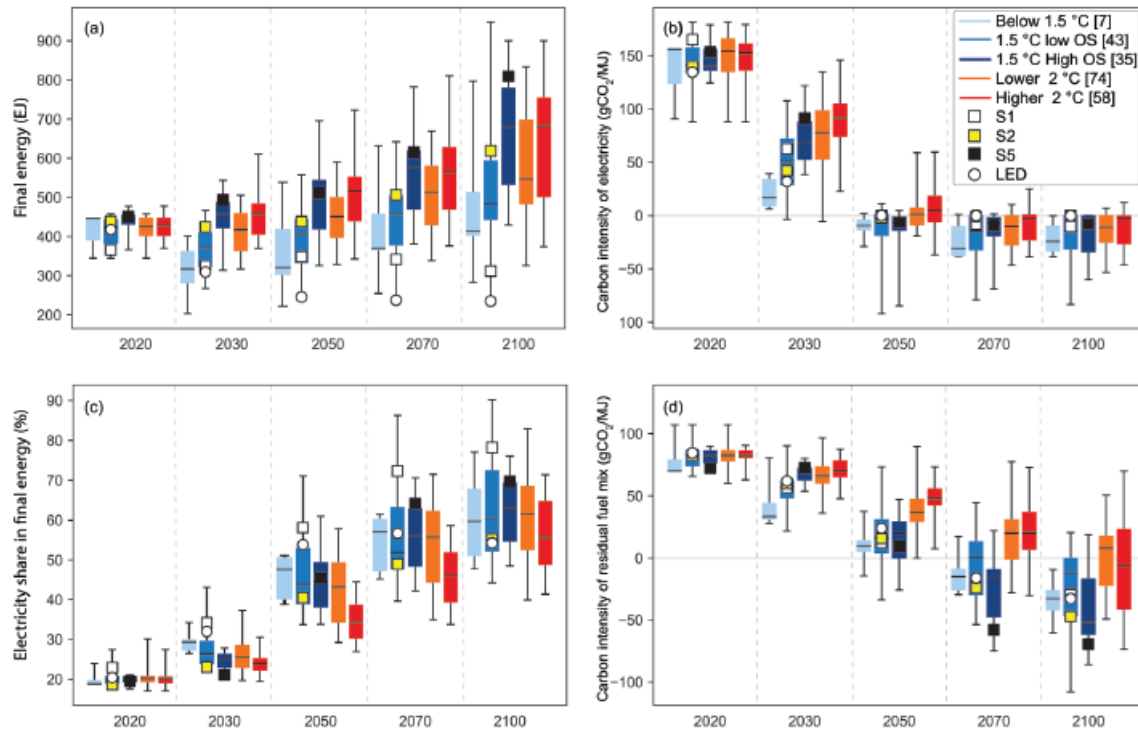 (a)
Final energy (EJ)
900
800
700
600
500
400
300
200
2020
2030
2050
2070
2100
(b)
Carbon intensity of electricity (gCO₂/MJ)
150
100
50
0
−50
100
2020
2030
2050
2070
2100
Below 1.5 °C [7]
1.5 °C low OS [43]
1.5 °C High OS [35]
Lower 2 °C [74]
Higher 2 °C [58]
S1
S2
S5
LED
(c)
Electricity share in final energy (%)
90
80
70
60
50
40
30
20
2020
2030
2050
2070
2100
(d)
Carbon intensity of residual fuel mix (gCO₂/MJ)
100
50
0
−50
−100
2020
2030
2050
2070
2100